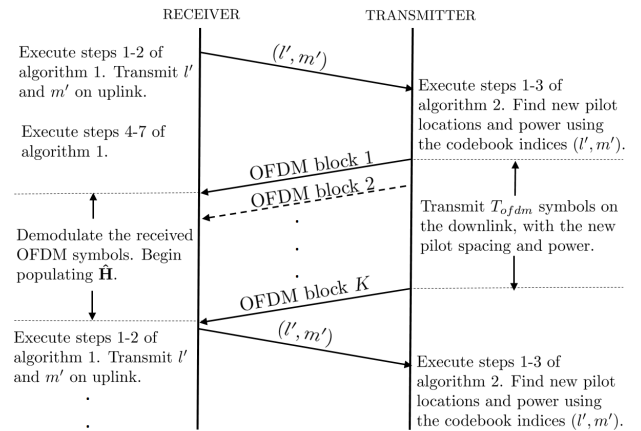 RECEIVER
TRANSMITTER
Execute steps 1-2 of
algorithm 1. Transmit l′
and m′ on uplink.
(l′, m′)
Execute steps 1-3 of
algorithm 2. Find new pilot
locations and power using
the codebook indices (l′, m′).
Execute steps 4-7 of
algorithm 1.
OFDM block 1
OFDM block 2
Transmit T_{ofdm} symbols on
the downlink, with the new
pilot spacing and power.
Demodulate the received
OFDM symbols. Begin
populating Ĥ.
OFDM block K
Execute steps 1-2 of
algorithm 1. Transmit l′
and m′ on uplink.
(l′, m′)
Execute steps 1-3 of
algorithm 2. Find new pilot
locations and power using
the codebook indices (l′, m′).